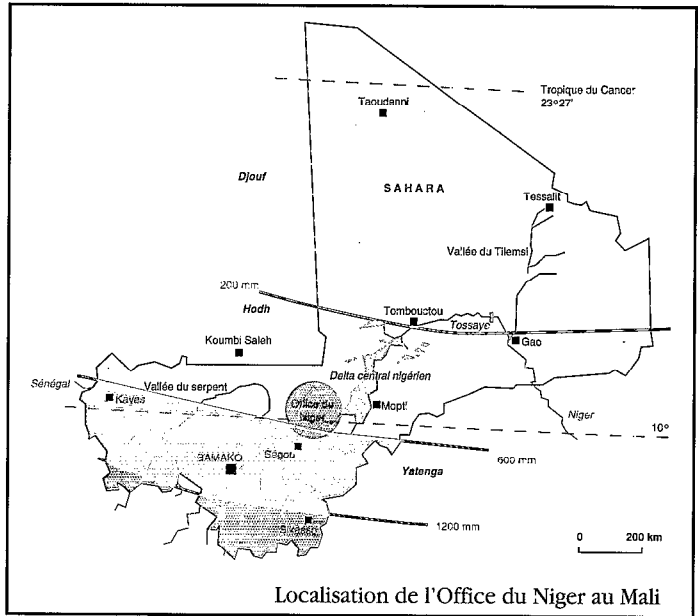 Tropique du Cancer
23°27'
Taoudenni
Djouf
SAHARA
Tessalit
Vallée du Tilemsi
200 mm
Hodh
Tombouctou
Tossaye
Gao
Koumbi Saleh
Delta central nigérien
Sénégal
Vallée du serpent
Kayes
Office du
Niger
Mopti
Niger
10°
Ségou
BAMAKO
Yatenga
600 mm
Sikasso
1200 mm
0 200 km
Localisation de l'Office du Niger au Mali